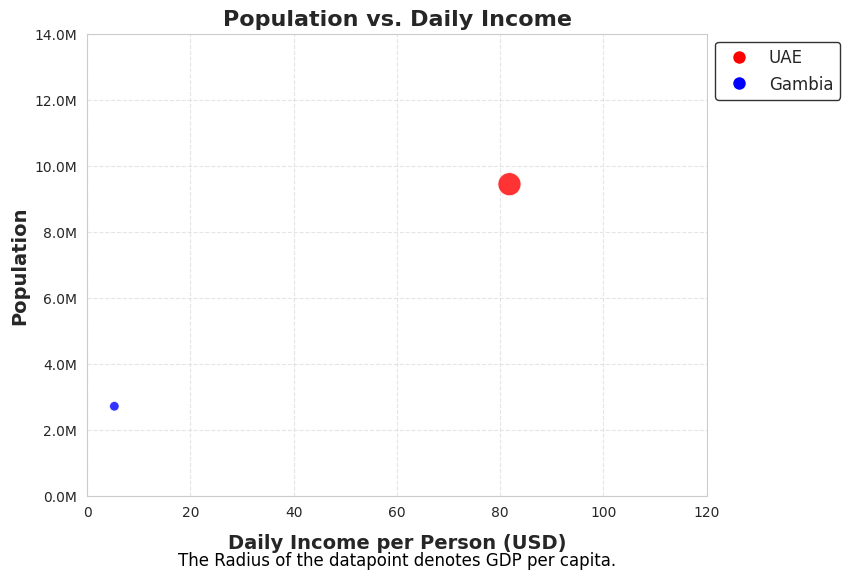 Population vs. Daily Income
14.0M
12.0M
10.0M
8.0M
6.0M
4.0M
2.0M
0.0M
Population
0 20 40 60 80 100 120
Daily Income per Person (USD)
The Radius of the datapoint denotes GDP per capita.
UAE
Gambia